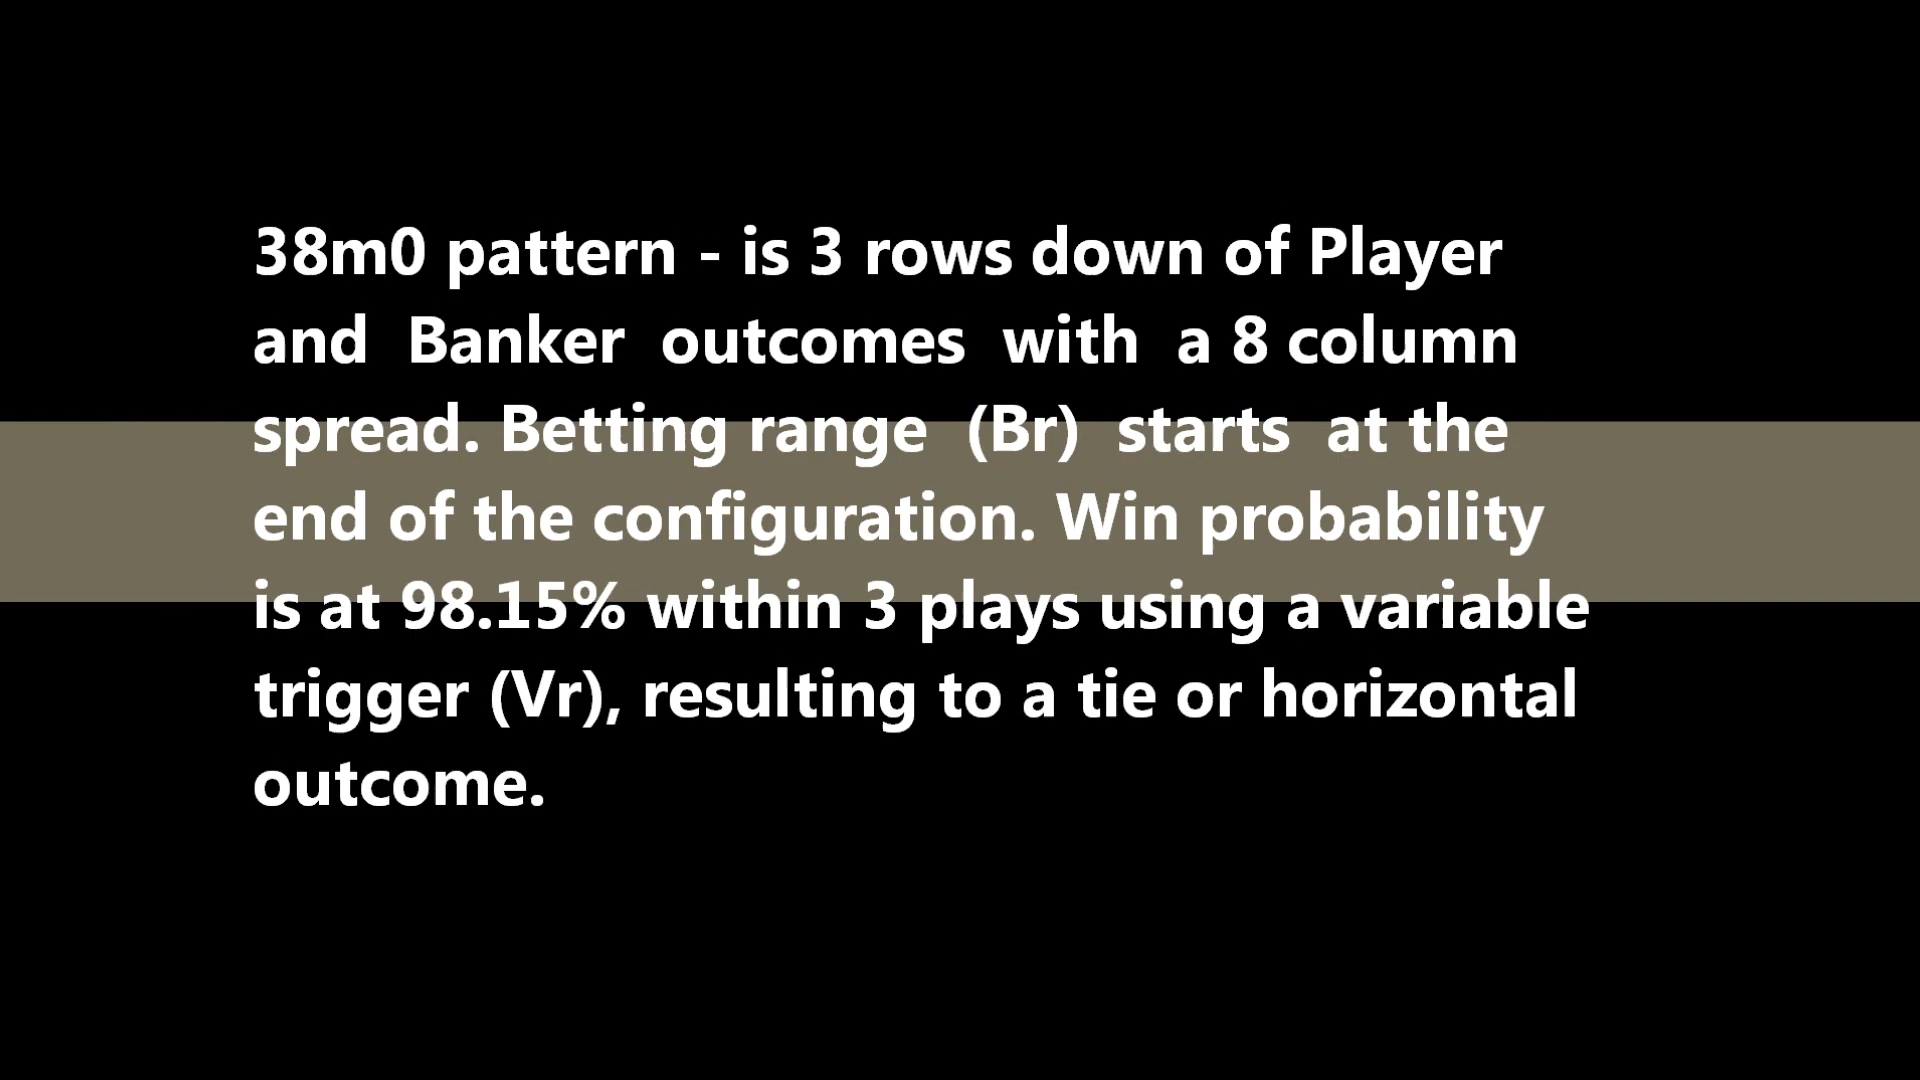 38m0 pattern - is 3 rows down of Player
and Banker outcomes with a 8 column
spread. Betting range (Br) starts at the
end of the configuration. Win probability
is at 98.15% within 3 plays using a variable
trigger (Vr), resulting to a tie or horizontal
outcome.